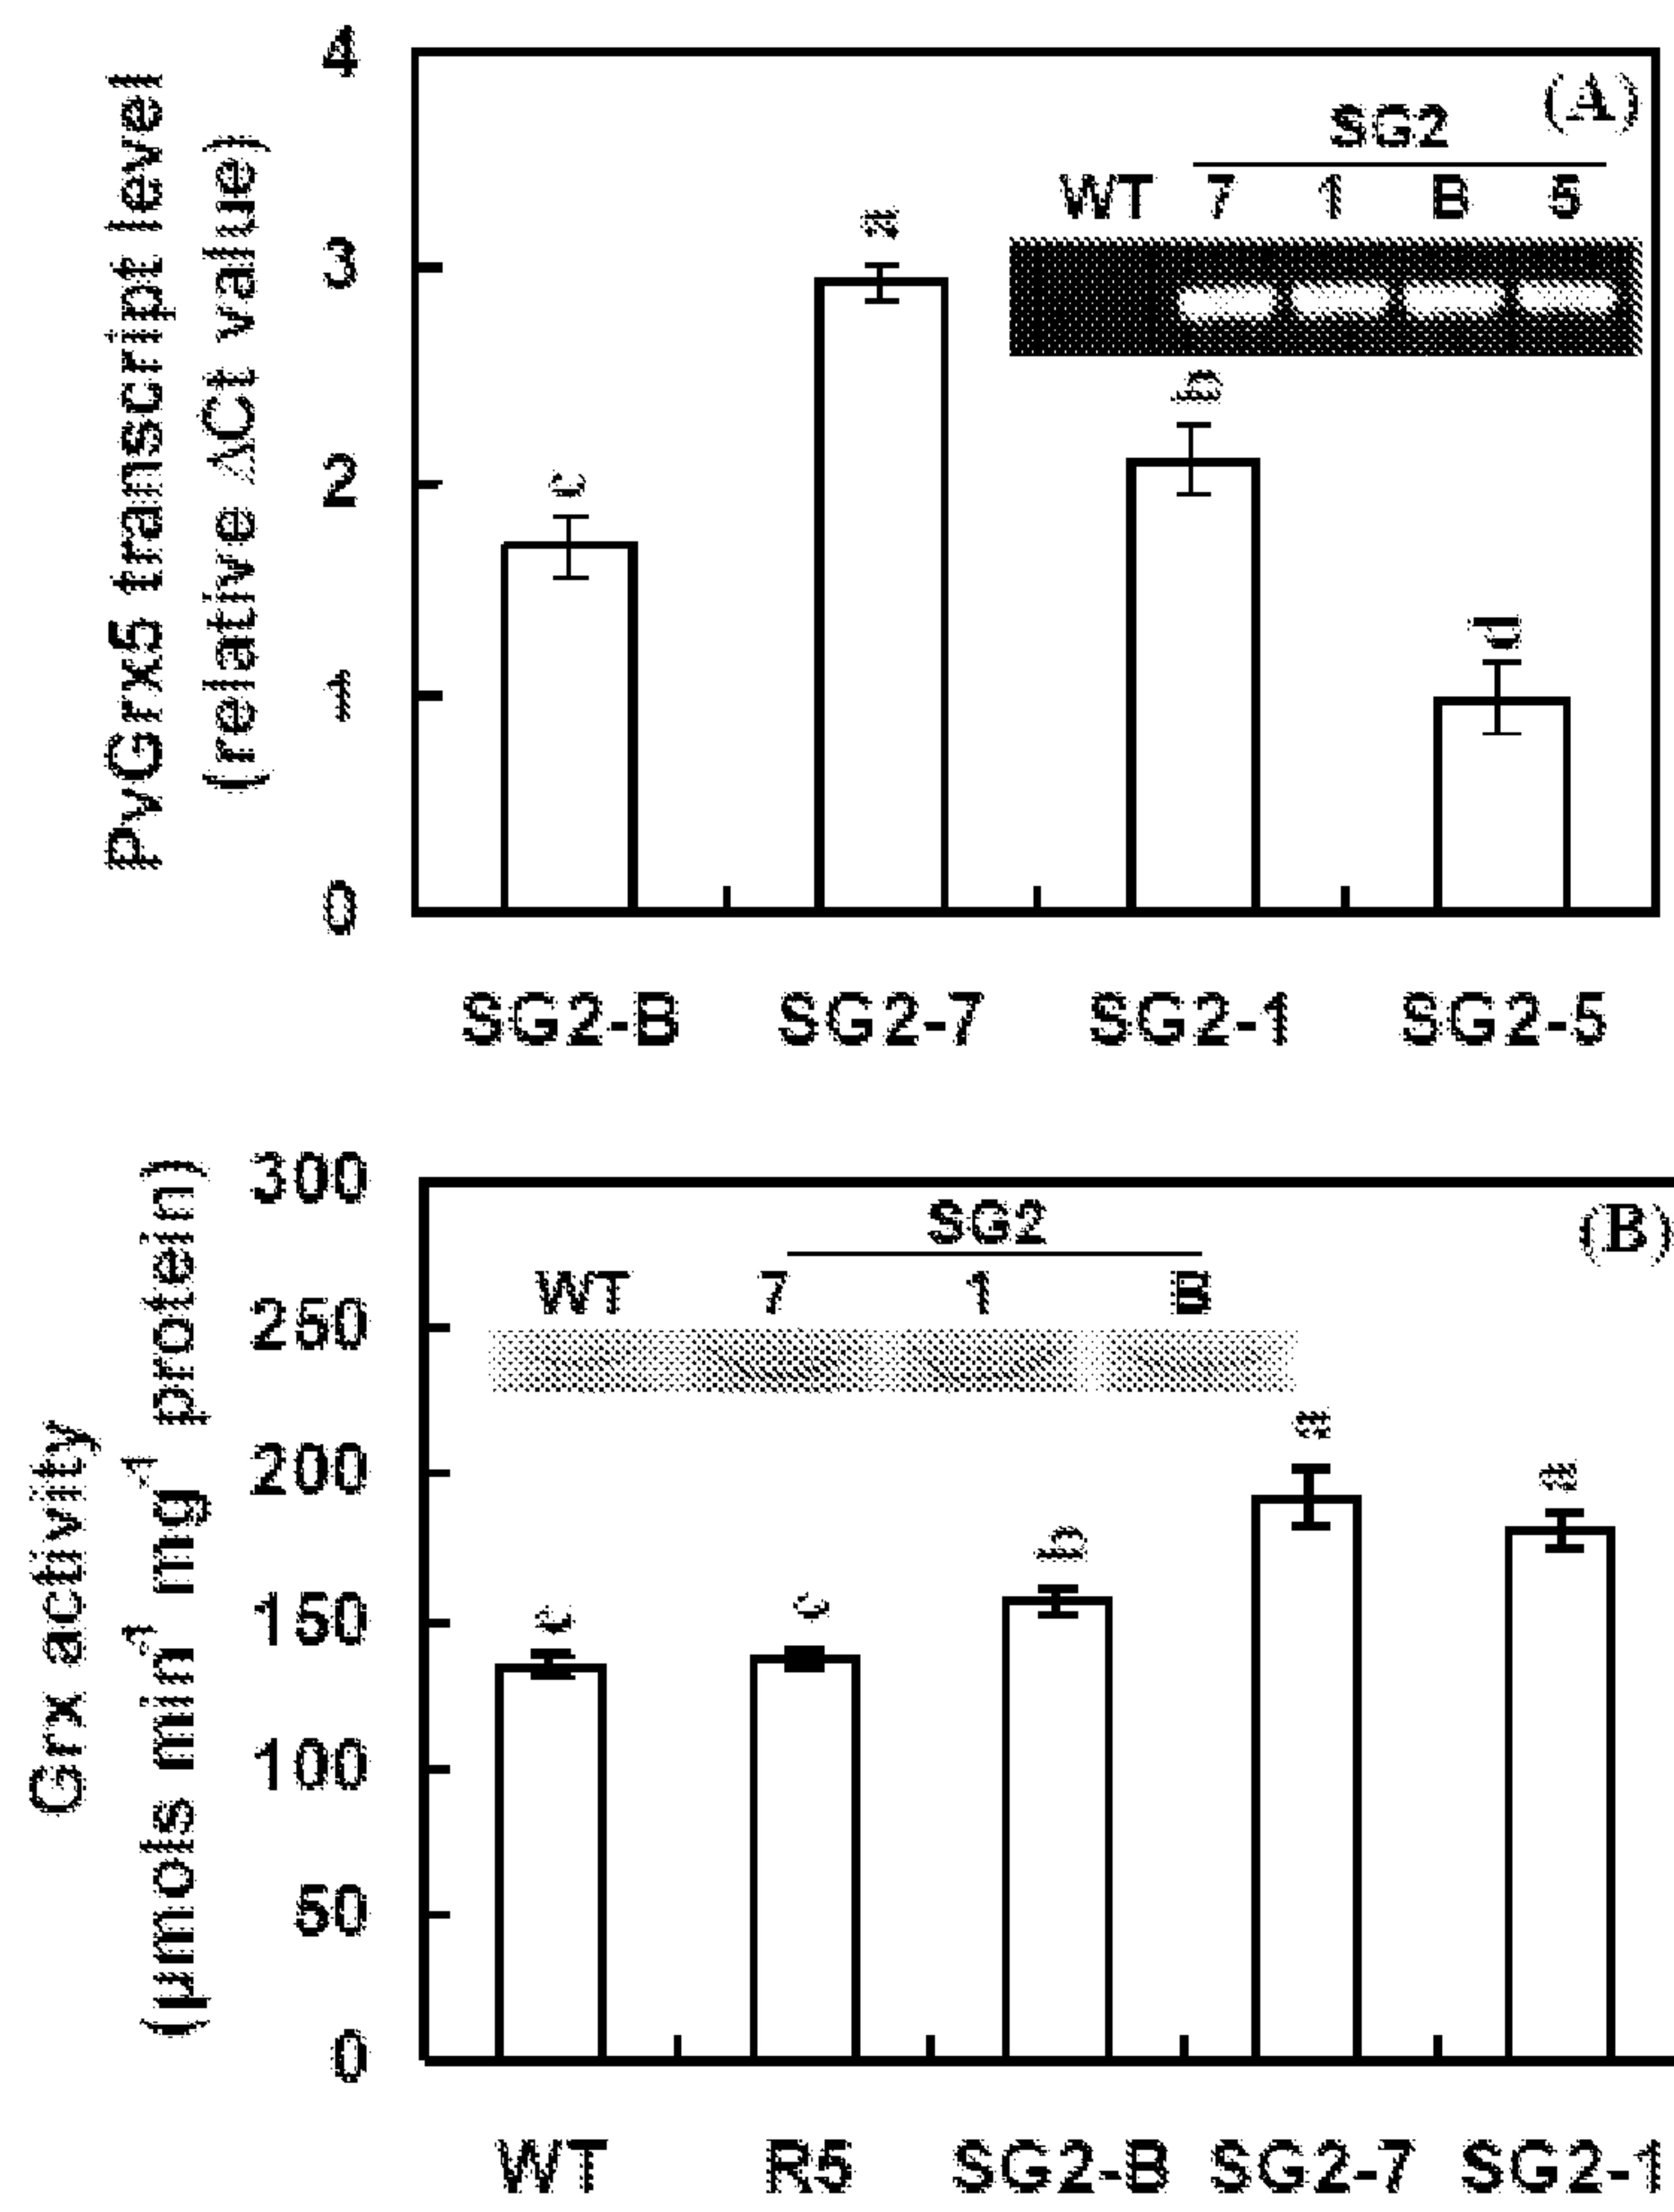 PvGrx5 transcript level
(relative ΔCt value)
4
3
2
1
0
(A)
SG2
WT 7 1 B 5
c
a
b
d
SG2-B SG2-7 SG2-1 SG2-5
Grx activity
(µmols min-1 mg-1 protein)
300
250
200
150
100
50
0
(B)
SG2
WT 7 1 B
c
c
b
a
a
WT R5 SG2-B SG2-7 SG2-1